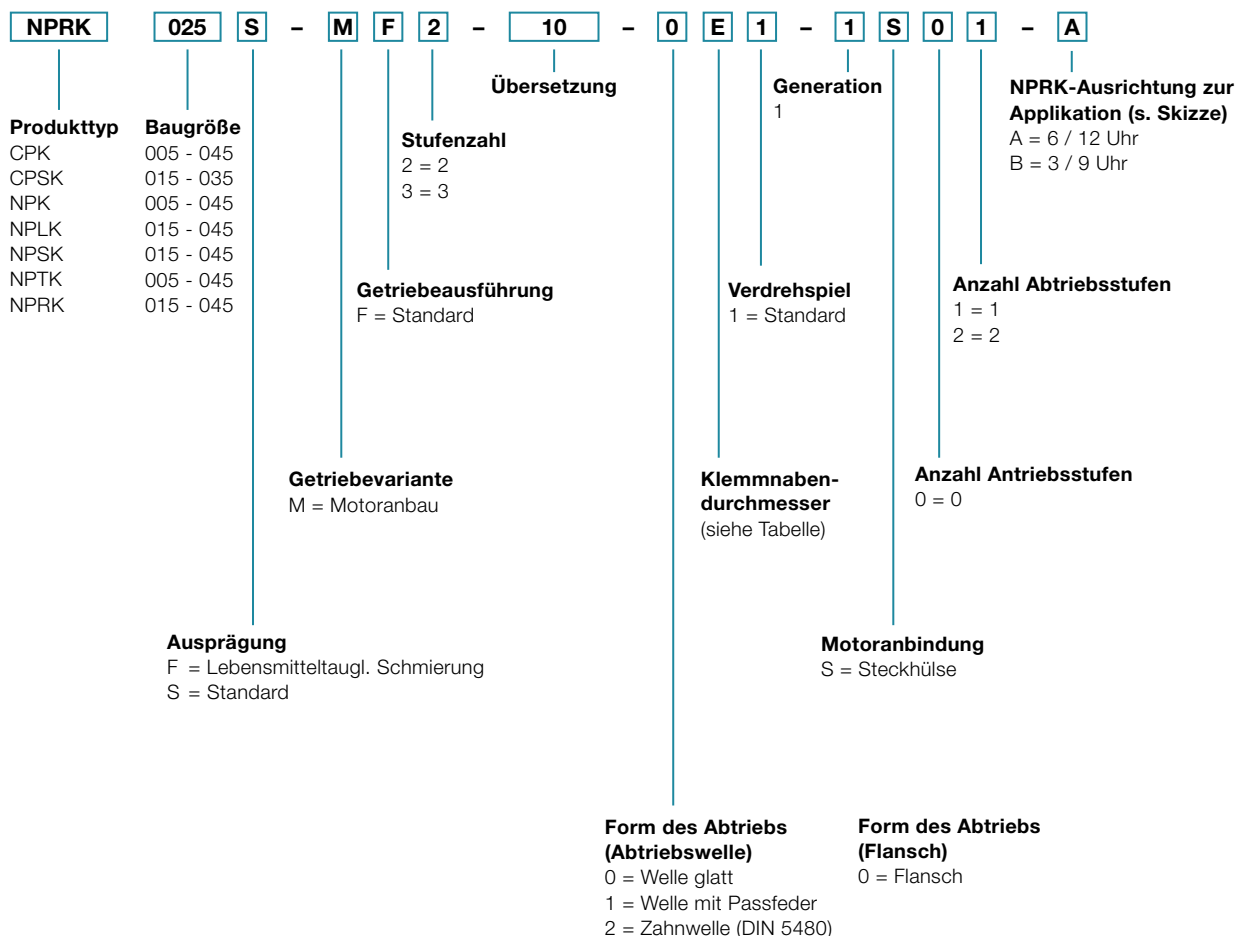 NPRK 025 S – M F 2 – 10 – 0 E 1 – 1 S 0 1 – A
Übersetzung
Generation
1
NPRK-Ausrichtung zur
Applikation (s. Skizze)
A = 6 / 12 Uhr
B = 3 / 9 Uhr
Produkttyp
CPK
CPSK
NPK
NPLK
NPSK
NPTK
NPRK
Baugröße
005 - 045
015 - 035
005 - 045
015 - 045
015 - 045
005 - 045
015 - 045
Stufenzahl
2 = 2
3 = 3
Getriebeausführung
F = Standard
Verdrehspiel
1 = Standard
Anzahl Abtriebsstufen
1 = 1
2 = 2
Getriebevariante
M = Motoranbau
Klemmnaben-
durchmesser
(siehe Tabelle)
Anzahl Antriebsstufen
0 = 0
Ausprägung
F = Lebensmitteltaugl. Schmierung
S = Standard
Motoranbindung
S = Steckhülse
Form des Abtriebs
(Abtriebswelle)
0 = Welle glatt
1 = Welle mit Passfeder
2 = Zahnwelle (DIN 5480)
Form des Abtriebs
(Flansch)
0 = Flansch